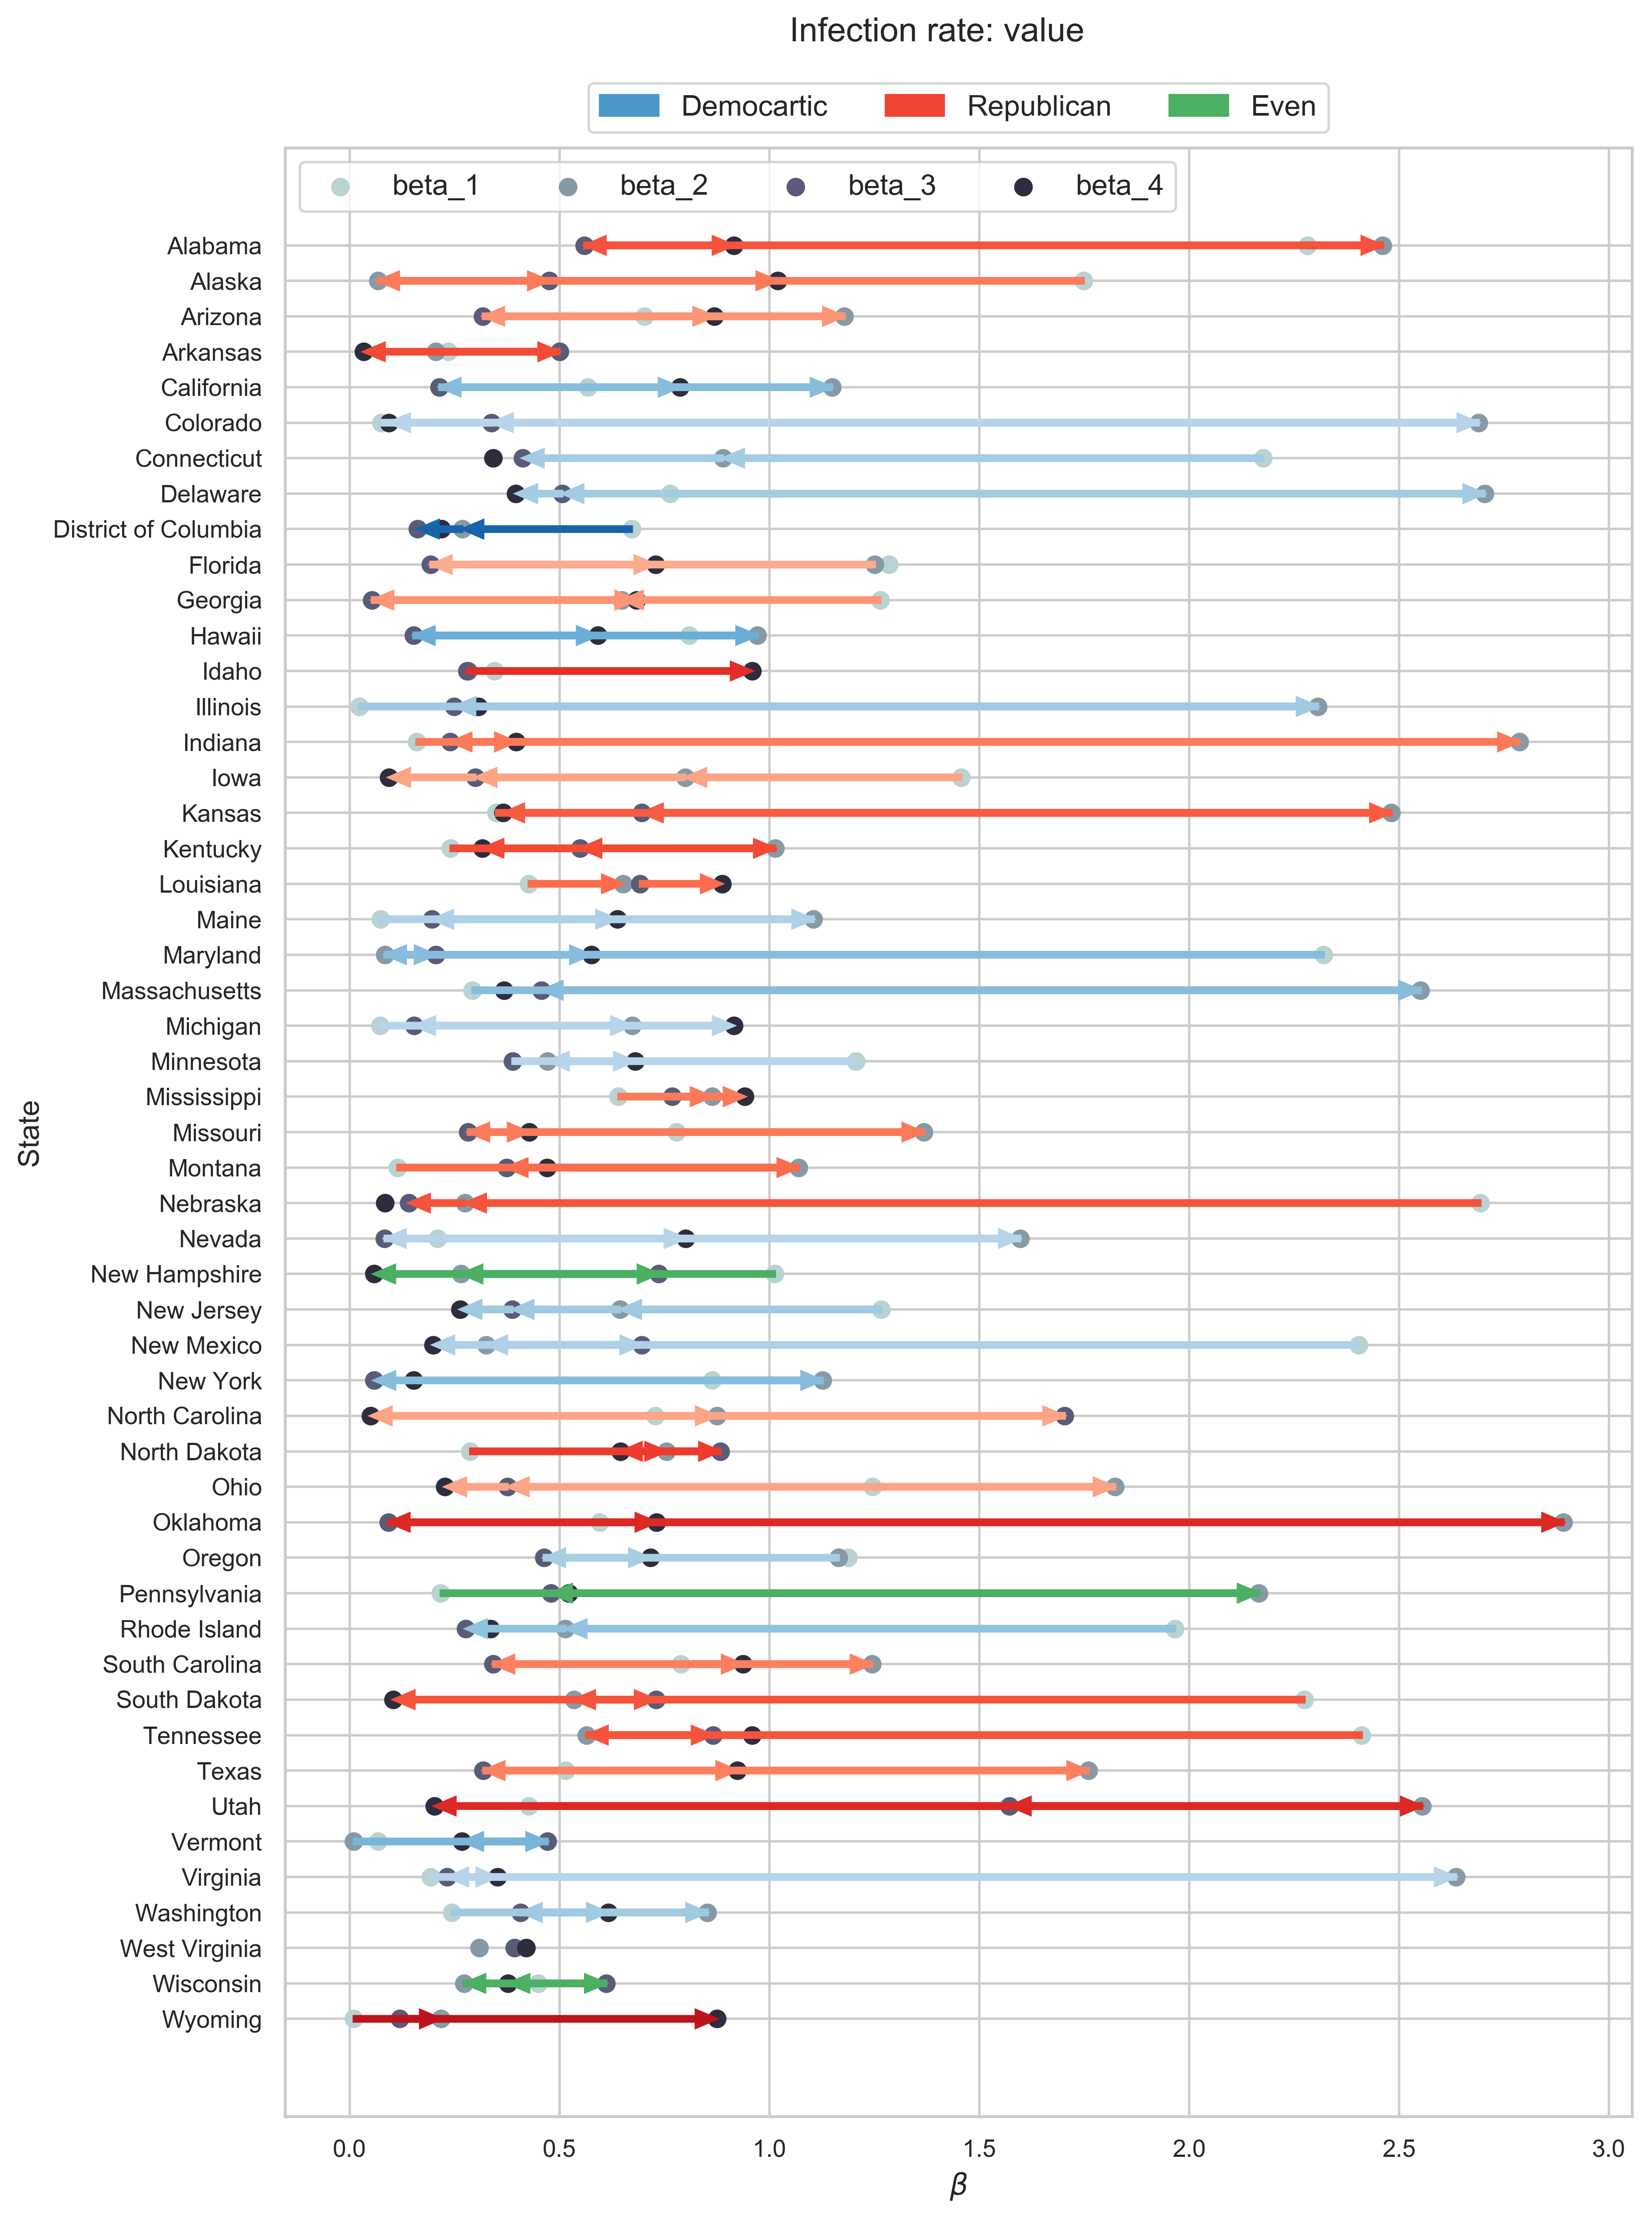 Infection rate: value
Democartic Republican Even
beta_1 beta_2 beta_3 beta_4
Alabama
Alaska
Arizona
Arkansas
California
Colorado
Connecticut
Delaware
District of Columbia
Florida
Georgia
Hawaii
Idaho
Illinois
Indiana
Iowa
Kansas
Kentucky
Louisiana
Maine
Maryland
Massachusetts
Michigan
Minnesota
Mississippi
Missouri
Montana
Nebraska
Nevada
New Hampshire
New Jersey
New Mexico
New York
North Carolina
North Dakota
Ohio
Oklahoma
Oregon
Pennsylvania
Rhode Island
South Carolina
South Dakota
Tennessee
Texas
Utah
Vermont
Virginia
Washington
West Virginia
Wisconsin
Wyoming
State
0.0 0.5 1.0 1.5 2.0 2.5 3.0
β